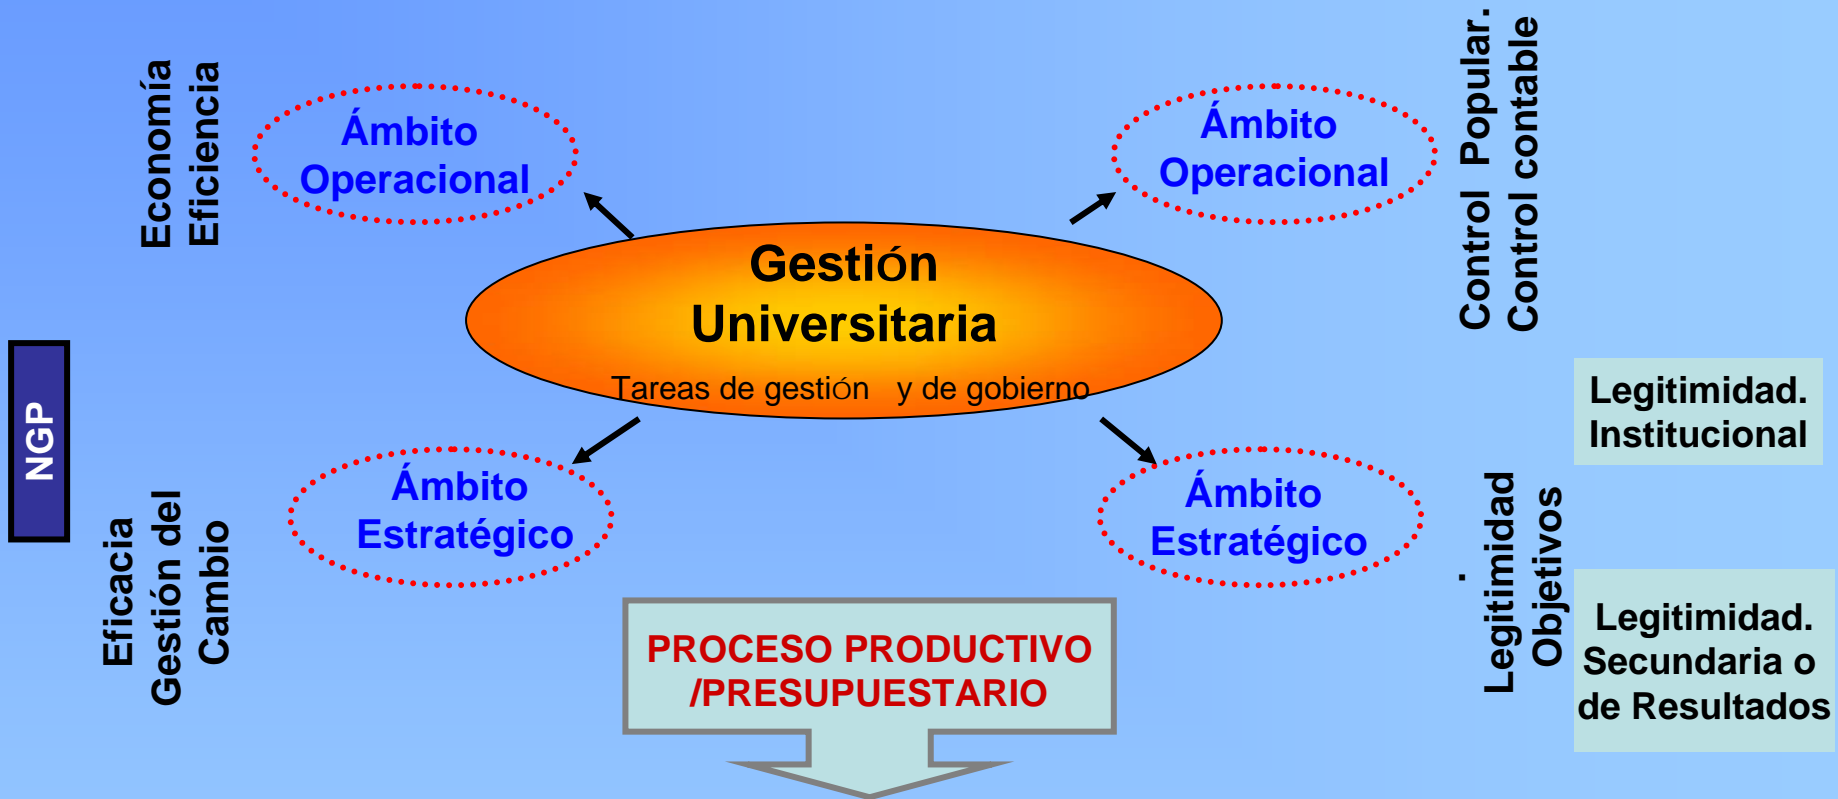 Economía
Eficiencia
Ámbito
Operacional
Ámbito
Operacional
Control Popular.
Control contable
Gestión
Universitaria
Tareas de gestión y de gobierno
NGP
Legitimidad.
Institucional
Eficacia
Gestión del
Cambio
Ámbito
Estratégico
Ámbito
Estratégico
Legitimidad
.
Objetivos
Legitimidad.
Secundaria o
de Resultados
PROCESO PRODUCTIVO
/PRESUPUESTARIO